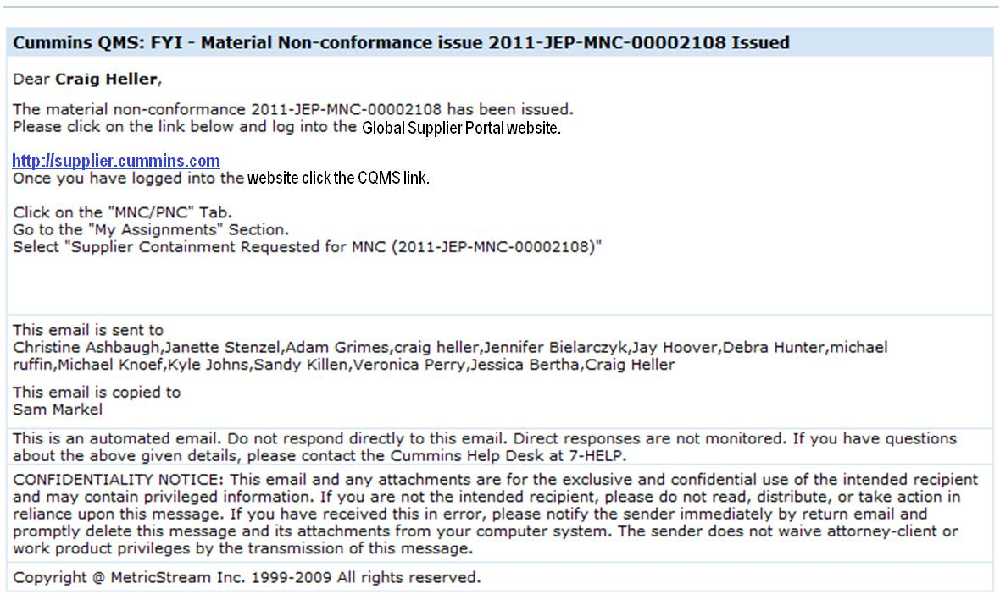 Cummins QMS: FYI - Material Non-conformance issue 2011-JEP-MNC-00002108 Issued
Dear Craig Heller,
The material non-conformance 2011-JEP-MNC-00002108 has been issued.
Please click on the link below and log into the Global Supplier Portal website.
http://supplier.cummins.com
Once you have logged into the website click the CQMS link.
Click on the "MNC/PNC" Tab.
Go to the "My Assignments" Section.
Select "Supplier Containment Requested for MNC (2011-JEP-MNC-00002108)"
This email is sent to
Christine Ashbaugh,Janette Stenzel,Adam Grimes,craig heller,Jennifer Bielarczyk,Jay Hoover,Debra Hunter,michael
ruffin,Michael Knoef,Kyle Johns,Sandy Killen,Veronica Perry,Jessica Bertha,Craig Heller
This email is copied to
Sam Markel
This is an automated email. Do not respond directly to this email. Direct responses are not monitored. If you have questions
about the above given details, please contact the Cummins Help Desk at 7-HELP.
CONFIDENTIALITY NOTICE: This email and any attachments are for the exclusive and confidential use of the intended recipient
and may contain privileged information. If you are not the intended recipient, please do not read, distribute, or take action in
reliance upon this message. If you have received this in error, please notify the sender immediately by return email and
promptly delete this message and its attachments from your computer system. The sender does not waive attorney-client or
work product privileges by the transmission of this message.
Copyright @ MetricStream Inc. 1999-2009 All rights reserved.